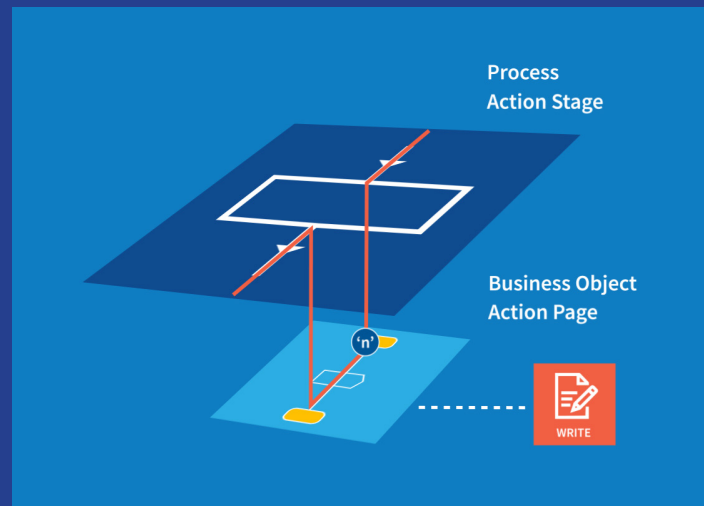 Process
Action Stage
Business Object
Action Page
‘n’
WRITE